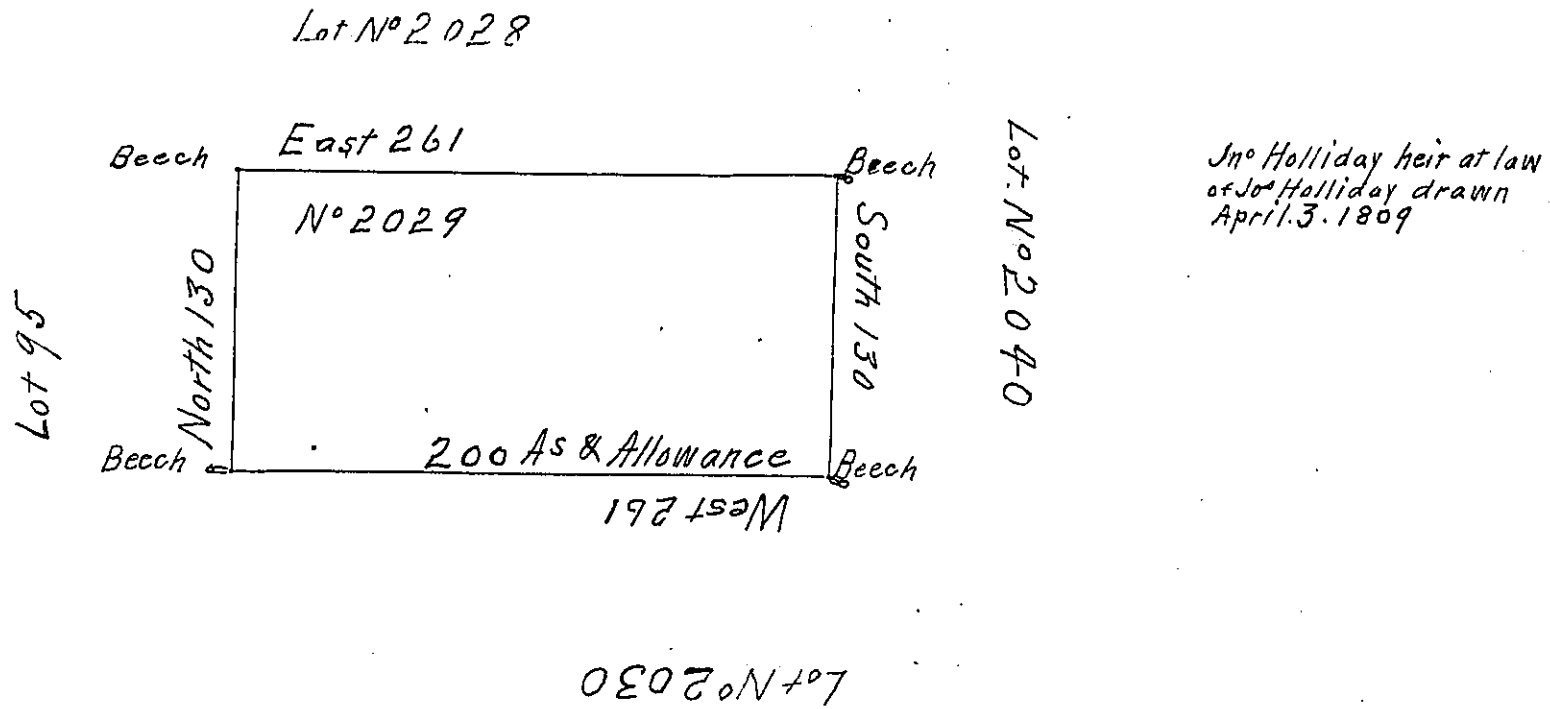 Lot Nº 2028
Beech
East 261
Beech
Nº 2029
North 130
South 130
Lot 95
Lot. Nº 2040
Jnº Holliday heir at law
of Joˢ Holliday drawn
April. 3. 1809
Beech
200 As & Allowance
Beech
West 261
Lot Nº 2030